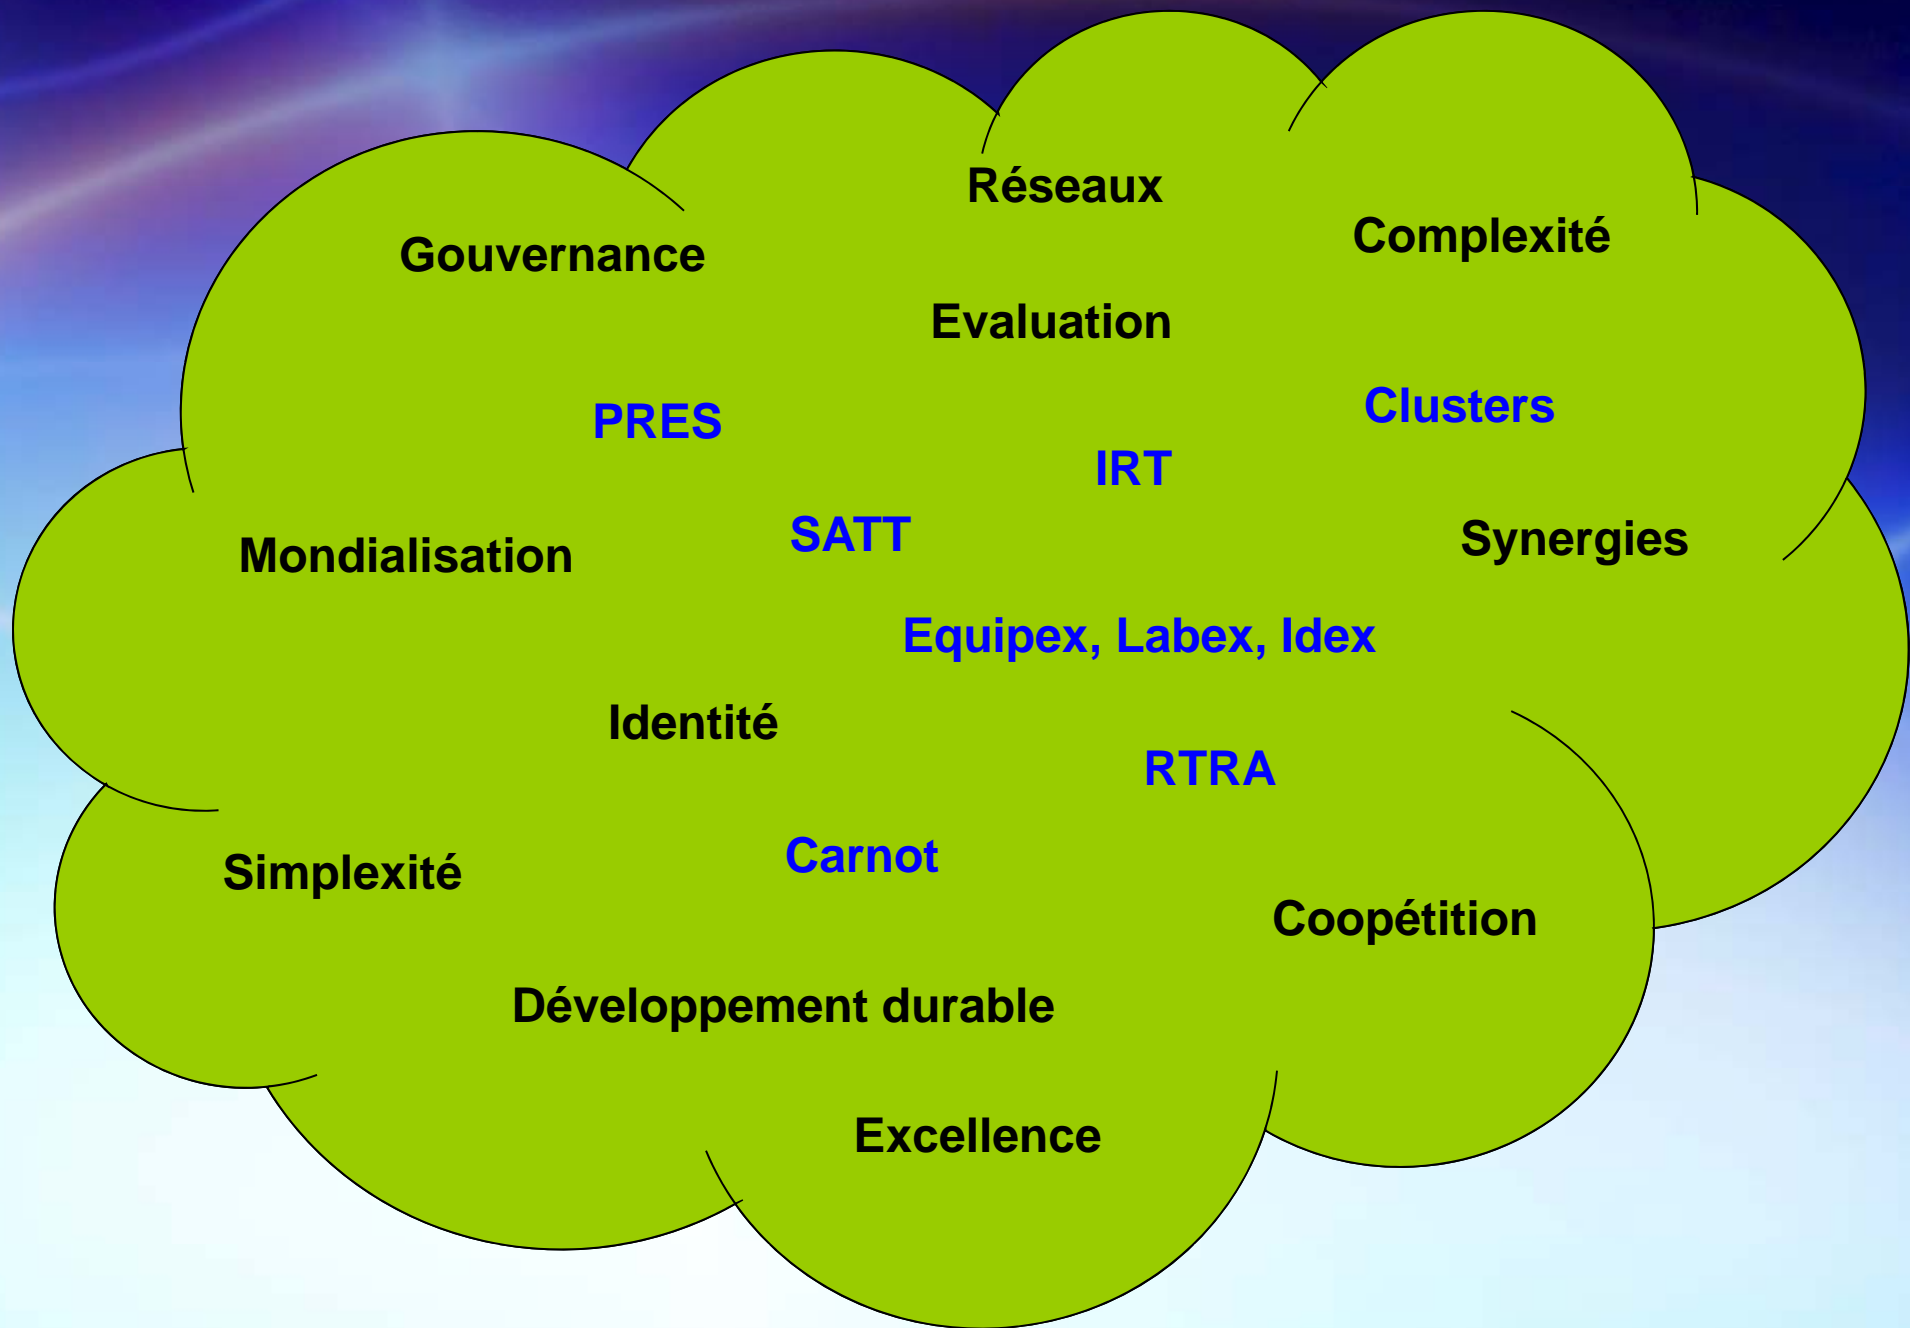 Réseaux
Complexité
Gouvernance
Evaluation
Clusters
PRES
IRT
SATT
Synergies
Mondialisation
Equipex, Labex, Idex
Identité
RTRA
Carnot
Simplexité
Coopétition
Développement durable
Excellence